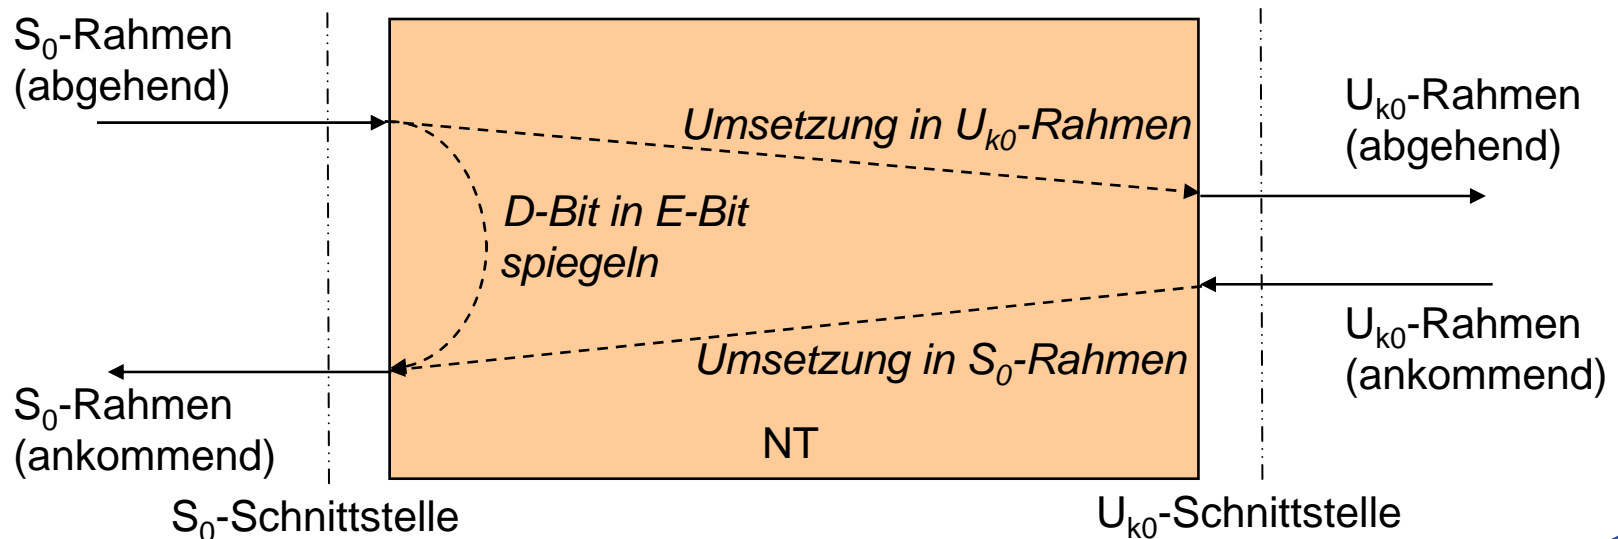 S₀-Rahmen
(abgehend)
Umsetzung in Uₖ₀-Rahmen
Uₖ₀-Rahmen
(abgehend)
D-Bit in E-Bit
spiegeln
S₀-Rahmen
(ankommend)
Umsetzung in S₀-Rahmen
Uₖ₀-Rahmen
(ankommend)
NT
S₀-Schnittstelle
Uₖ₀-Schnittstelle